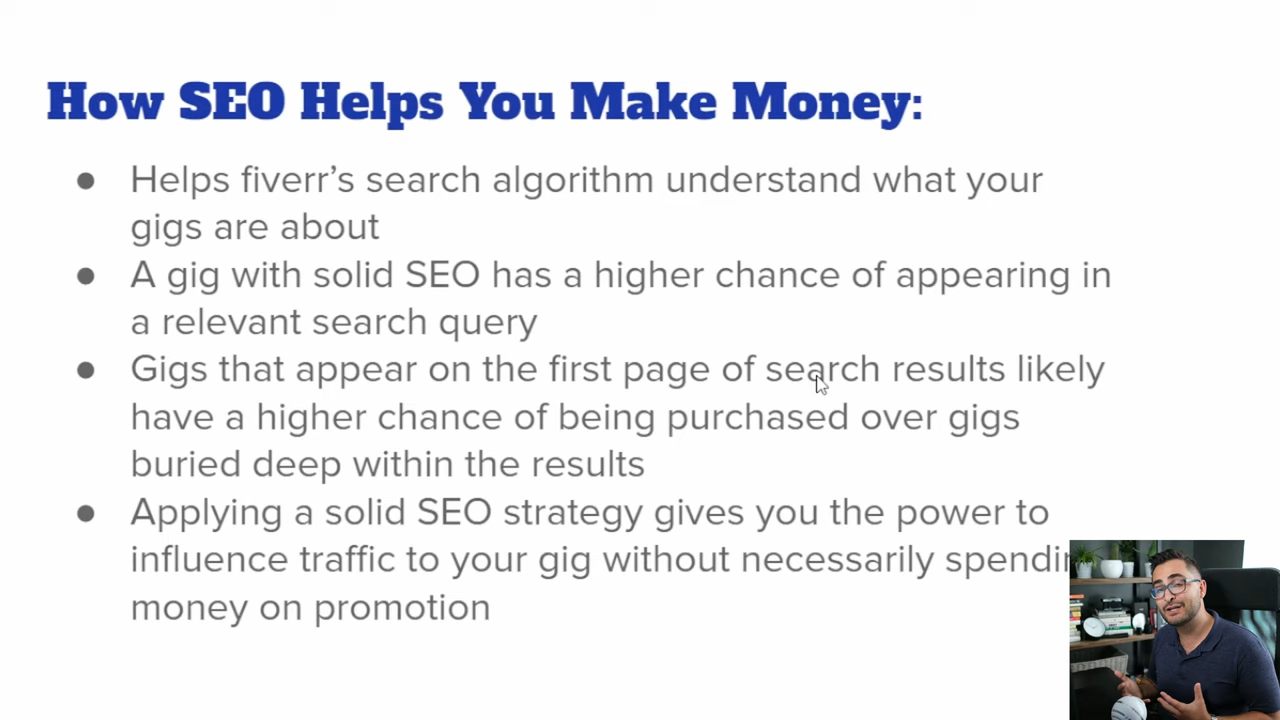 How SEO Helps You Make Money:
● Helps fiverr’s search algorithm understand what your
gigs are about
● A gig with solid SEO has a higher chance of appearing in
a relevant search query
● Gigs that appear on the first page of search results likely
have a higher chance of being purchased over gigs
buried deep within the results
● Applying a solid SEO strategy gives you the power to
influence traffic to your gig without necessarily spendin
money on promotion